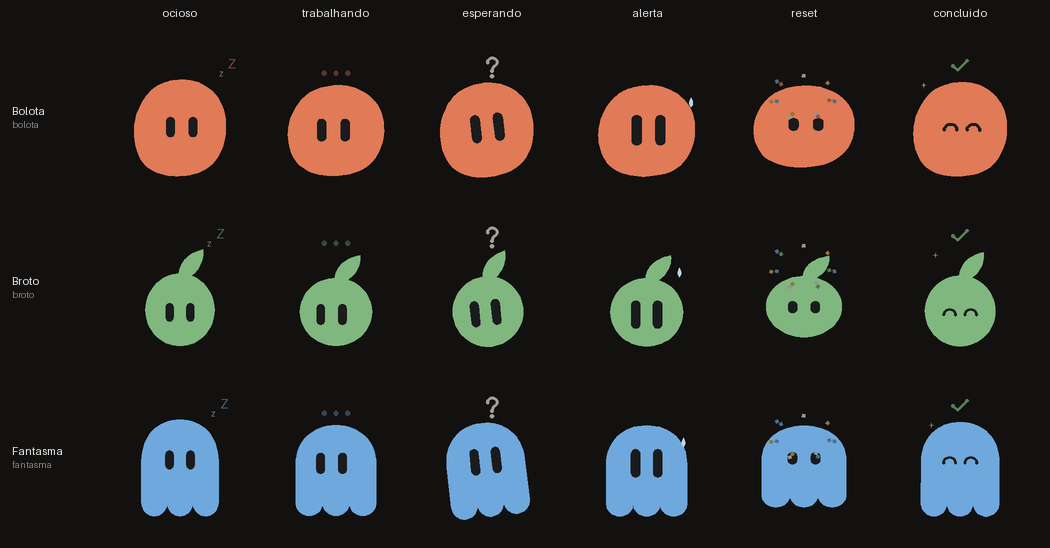 ocioso trabalhando esperando alerta reset concluido
z Z
?
Bolota
bolota
z Z
?
Broto
broto
z Z
?
Fantasma
fantasma